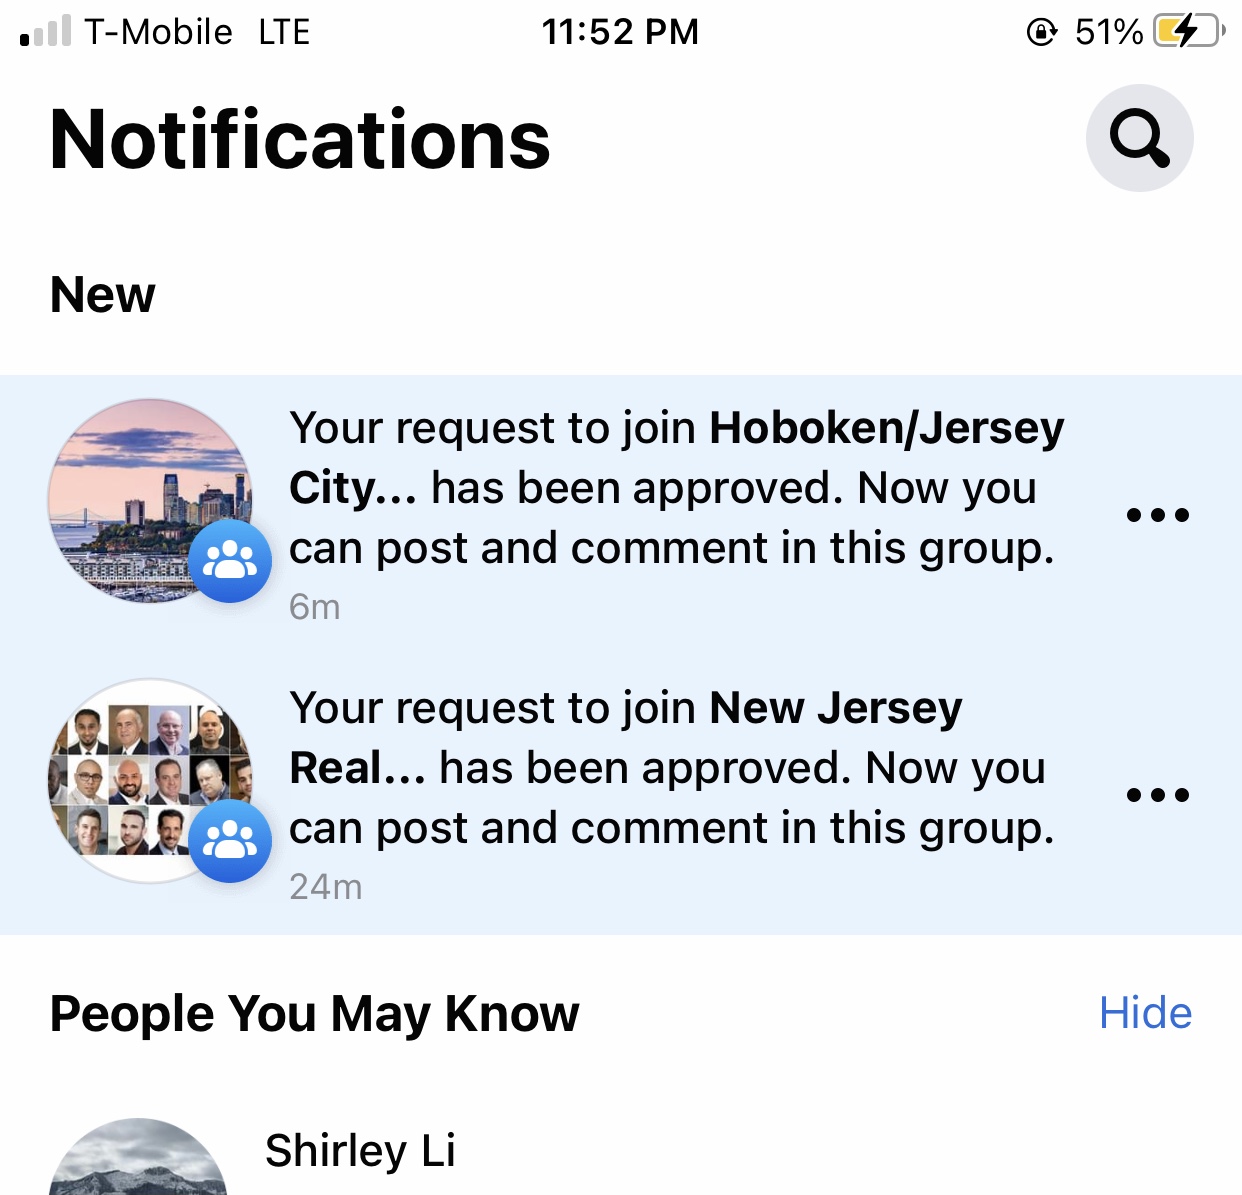 T-Mobile LTE 11:52 PM 51%
Notifications
New
Your request to join Hoboken/Jersey
City... has been approved. Now you
can post and comment in this group.
6m
Your request to join New Jersey
Real... has been approved. Now you
can post and comment in this group.
24m
People You May Know Hide
Shirley Li